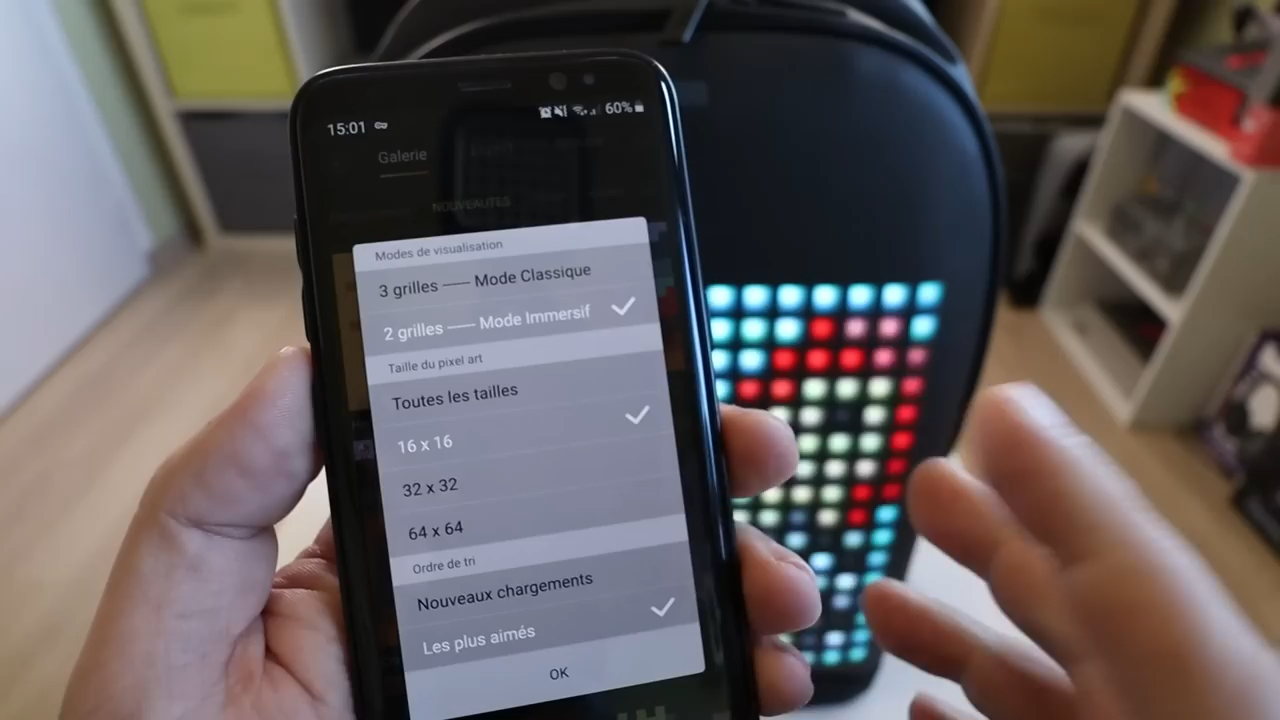 15:01
60%
Galerie
NOUVEAUTES
Modes de visualisation
3 grilles —— Mode Classique
2 grilles —— Mode Immersif
Taille du pixel art
Toutes les tailles
16 x 16
32 x 32
64 x 64
Ordre de tri
Nouveaux chargements
Les plus aimés
OK